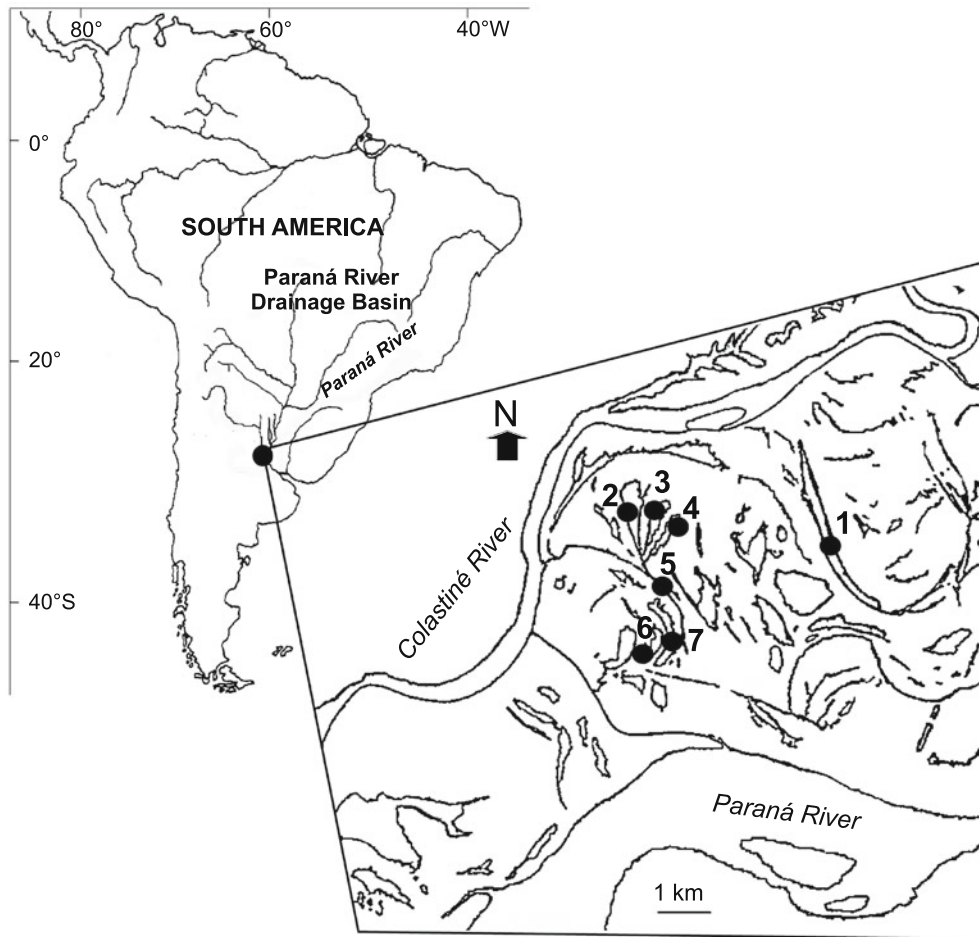 80° 60° 40°W
0°
SOUTH AMERICA
Paraná River
Drainage Basin
Paraná River
20°
N
40°S
Colastiné River
2 3 4
1
5
6 7
Paraná River
1 km